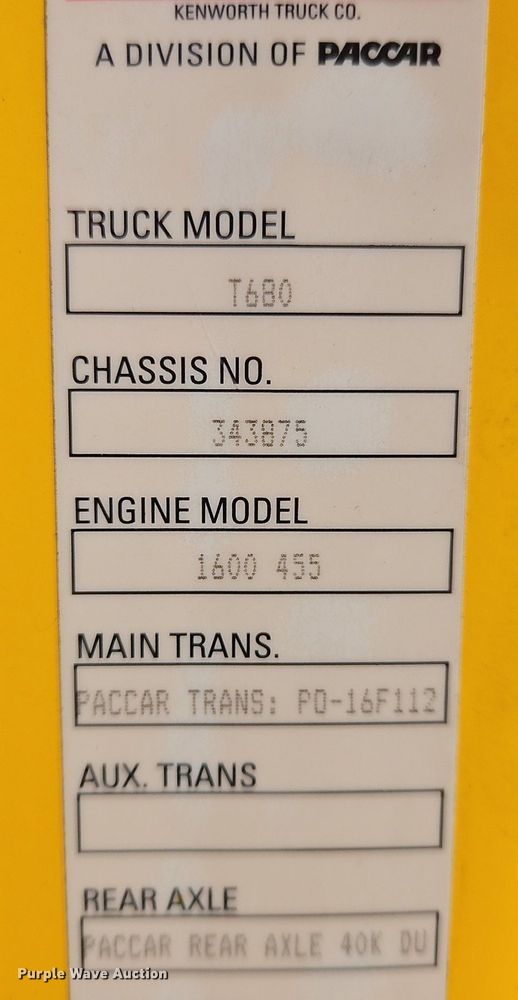 KENWORTH TRUCK CO.
A DIVISION OF PACCAR
TRUCK MODEL
T680
CHASSIS NO.
343875
ENGINE MODEL
1600 455
MAIN TRANS.
PACCAR TRANS: PO-16F112
AUX. TRANS
REAR AXLE
PACCAR REAR AXLE 40K DU
Purple Wave Auction